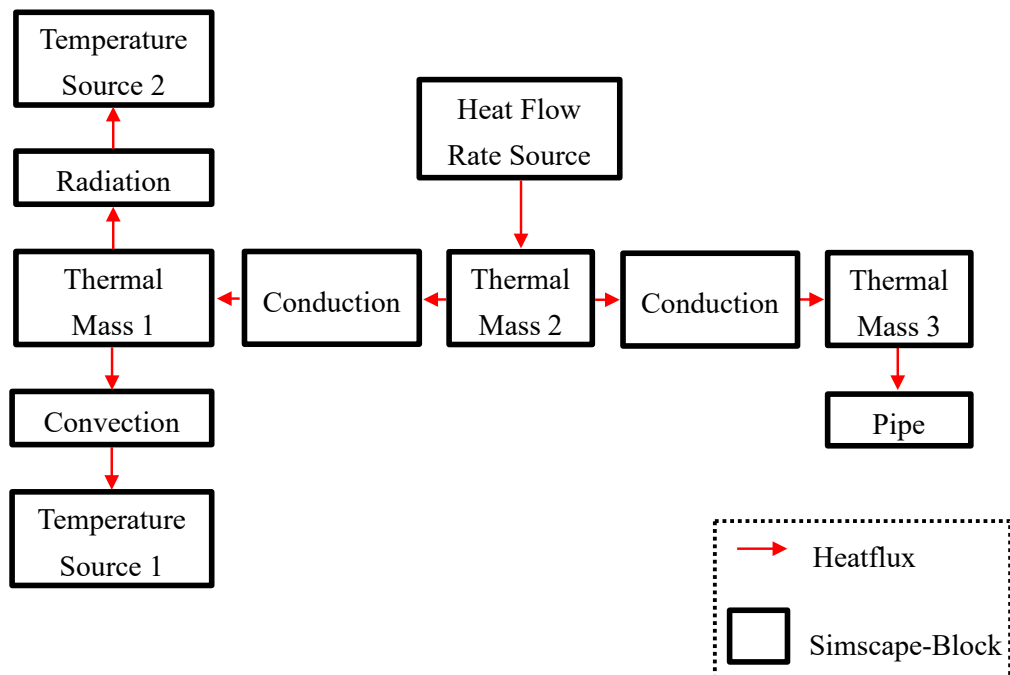 Temperature
Source 2
Heat Flow
Rate Source
Radiation
Thermal
Mass 1
Conduction
Thermal
Mass 2
Conduction
Thermal
Mass 3
Convection
Pipe
Temperature
Source 1
Heatflux
Simscape-Block